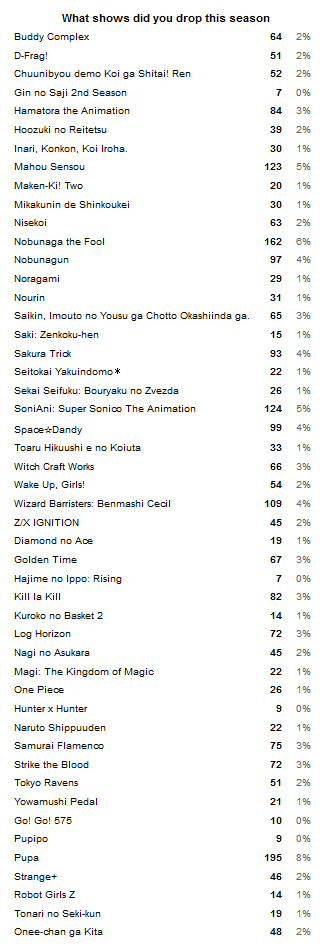 What shows did you drop this season
Buddy Complex 64 2%
D-Frag! 51 2%
Chuunibyou demo Koi ga Shitai! Ren 52 2%
Gin no Saji 2nd Season 7 0%
Hamatora the Animation 84 3%
Hoozuki no Reitetsu 39 2%
Inari, Konkon, Koi Iroha. 30 1%
Mahou Sensou 123 5%
Maken-Ki! Two 20 1%
Mikakunin de Shinkoukei 30 1%
Nisekoi 63 2%
Nobunaga the Fool 162 6%
Nobunagun 97 4%
Noragami 29 1%
Nourin 31 1%
Saikin, Imouto no Yousu ga Chotto Okashiinda ga. 65 3%
Saki: Zenkoku-hen 15 1%
Sakura Trick 93 4%
Seitokai Yakuindomo＊ 22 1%
Sekai Seifuku: Bouryaku no Zvezda 26 1%
SoniAni: Super Sonico The Animation 124 5%
Space☆Dandy 99 4%
Toaru Hikuushi e no Koiuta 33 1%
Witch Craft Works 66 3%
Wake Up, Girls! 54 2%
Wizard Barristers: Benmashi Cecil 109 4%
Z/X IGNITION 45 2%
Diamond no Ace 19 1%
Golden Time 67 3%
Hajime no Ippo: Rising 7 0%
Kill la Kill 82 3%
Kuroko no Basket 2 14 1%
Log Horizon 72 3%
Nagi no Asukara 45 2%
Magi: The Kingdom of Magic 22 1%
One Piece 26 1%
Hunter x Hunter 9 0%
Naruto Shippuuden 22 1%
Samurai Flamenco 75 3%
Strike the Blood 72 3%
Tokyo Ravens 51 2%
Yowamushi Pedal 21 1%
Go! Go! 575 10 0%
Pupipo 9 0%
Pupa 195 8%
Strange+ 46 2%
Robot Girls Z 14 1%
Tonari no Seki-kun 19 1%
Onee-chan ga Kita 48 2%